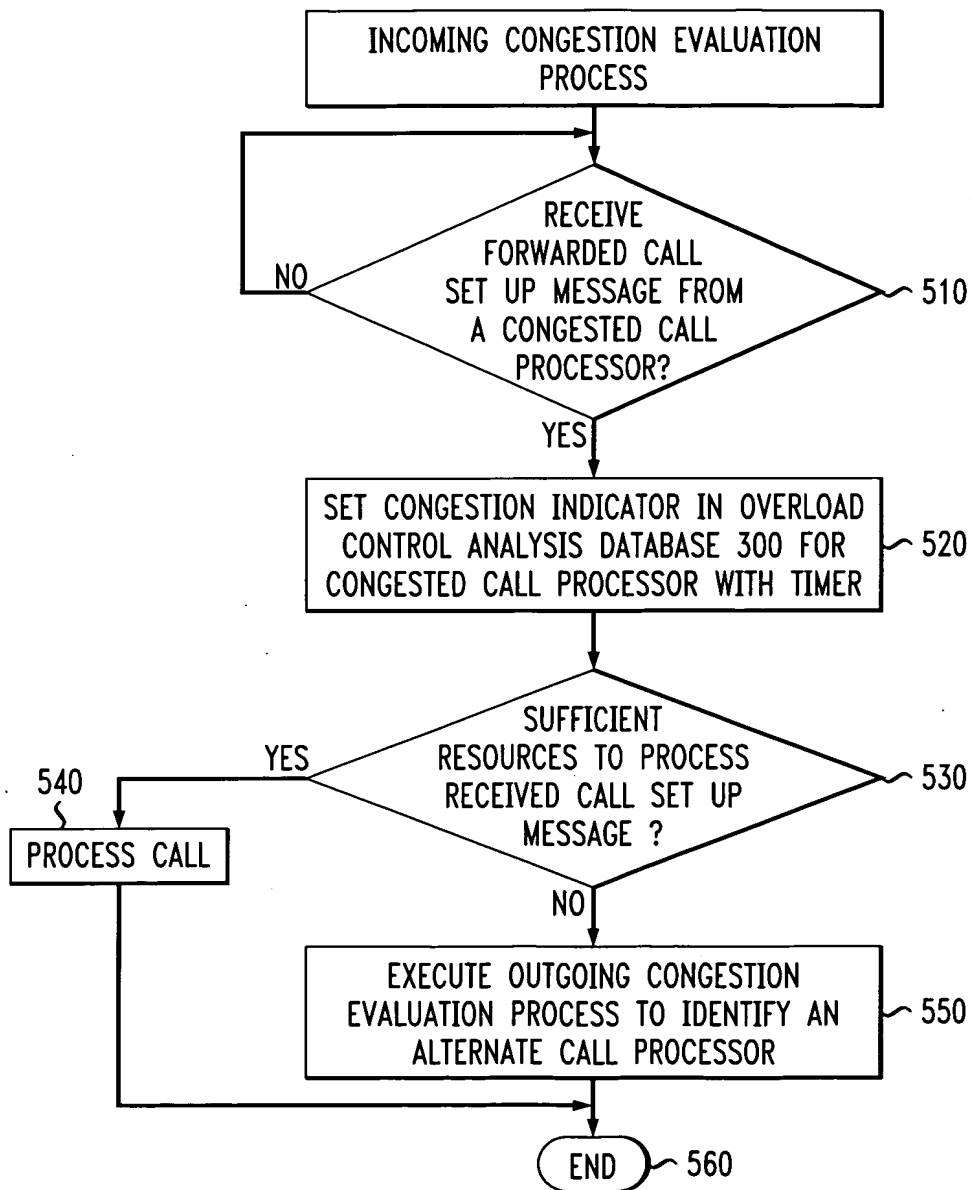 INCOMING CONGESTION EVALUATION
PROCESS
RECEIVE
FORWARDED CALL
SET UP MESSAGE FROM
A CONGESTED CALL
PROCESSOR?
NO
510
YES
SET CONGESTION INDICATOR IN OVERLOAD
CONTROL ANALYSIS DATABASE 300 FOR
CONGESTED CALL PROCESSOR WITH TIMER
520
SUFFICIENT
RESOURCES TO PROCESS
RECEIVED CALL SET UP
MESSAGE ?
YES
530
540
PROCESS CALL
NO
EXECUTE OUTGOING CONGESTION
EVALUATION PROCESS TO IDENTIFY AN
ALTERNATE CALL PROCESSOR
550
END
560